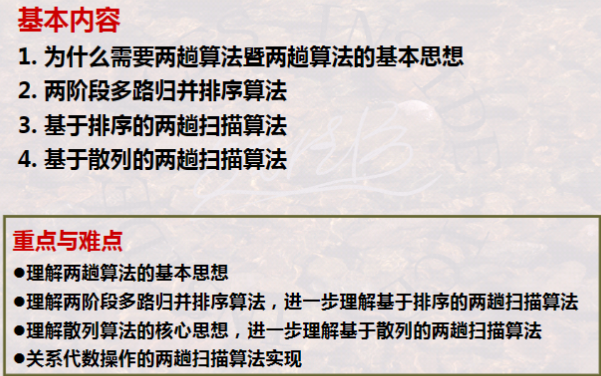 基本内容
1. 为什么需要两趟算法暨两趟算法的基本思想
2. 两阶段多路归并排序算法
3. 基于排序的两趟扫描算法
4. 基于散列的两趟扫描算法
重点与难点
●理解两趟算法的基本思想
●理解两阶段多路归并排序算法，进一步理解基于排序的两趟扫描算法
●理解散列算法的核心思想，进一步理解基于散列的两趟扫描算法
●关系代数操作的两趟扫描算法实现